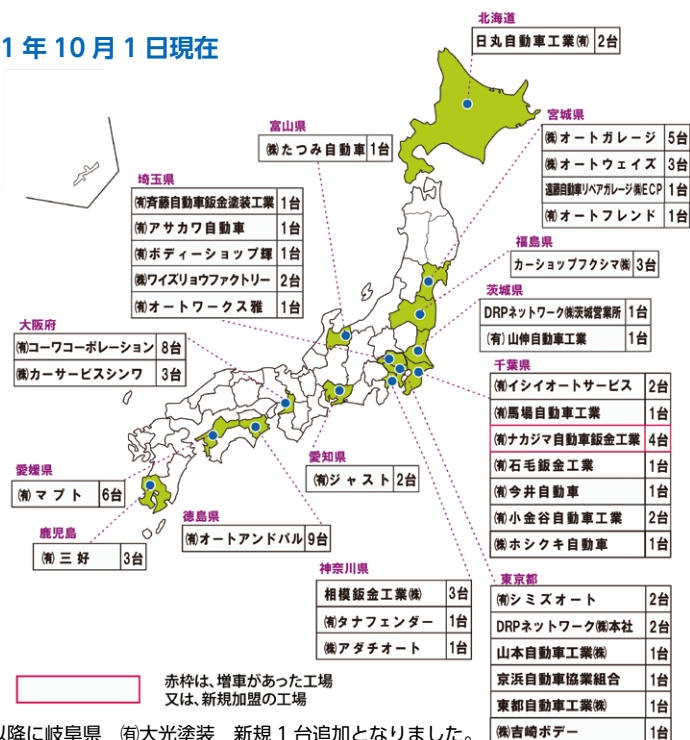 1年10月1日現在
北海道
日丸自動車工業㈲ 2台
富山県
㈱たつみ自動車 1台
宮城県
㈱オートガレージ 5台
㈱オートウェイズ 3台
遠藤自動車リペアガレージ㈱ECP 1台
㈲オートフレンド 1台
埼玉県
㈲斉藤自動車鈑金塗装工業 1台
㈲アサカワ自動車 1台
㈲ボディーショップ輝 1台
㈱ワイズリョウファクトリー 2台
㈲オートワークス雅 1台
福島県
カーショップフクシマ㈱ 3台
茨城県
DRPネットワーク㈱茨城営業所 1台
(有)山伸自動車工業 1台
大阪府
㈲コーワコーポレーション 8台
㈱カーサービスシンワ 3台
千葉県
㈲イシイオートサービス 2台
㈲馬場自動車工業 1台
㈲ナカジマ自動車鈑金工業 4台
㈲石毛鈑金工業 1台
㈲今井自動車 1台
㈲小金谷自動車工業 2台
㈱ホシクキ自動車 1台
愛知県
㈲ジャスト 2台
愛媛県
㈲マプト 6台
徳島県
㈲オートアンドバル 9台
鹿児島
㈲三好 3台
神奈川県
相模鈑金工業㈱ 3台
㈲タナフェンダー 1台
㈱アダチオート 1台
東京都
㈲シミズオート 2台
DRPネットワーク㈱本社 2台
山本自動車工業㈱ 1台
京浜自動車協業組合 1台
東都自動車工業㈱ 1台
㈱吉崎ボデー 1台
赤枠は、増車があった工場
又は、新規加盟の工場
以降に岐阜県 ㈲大光塗装 新規1台追加となりました。